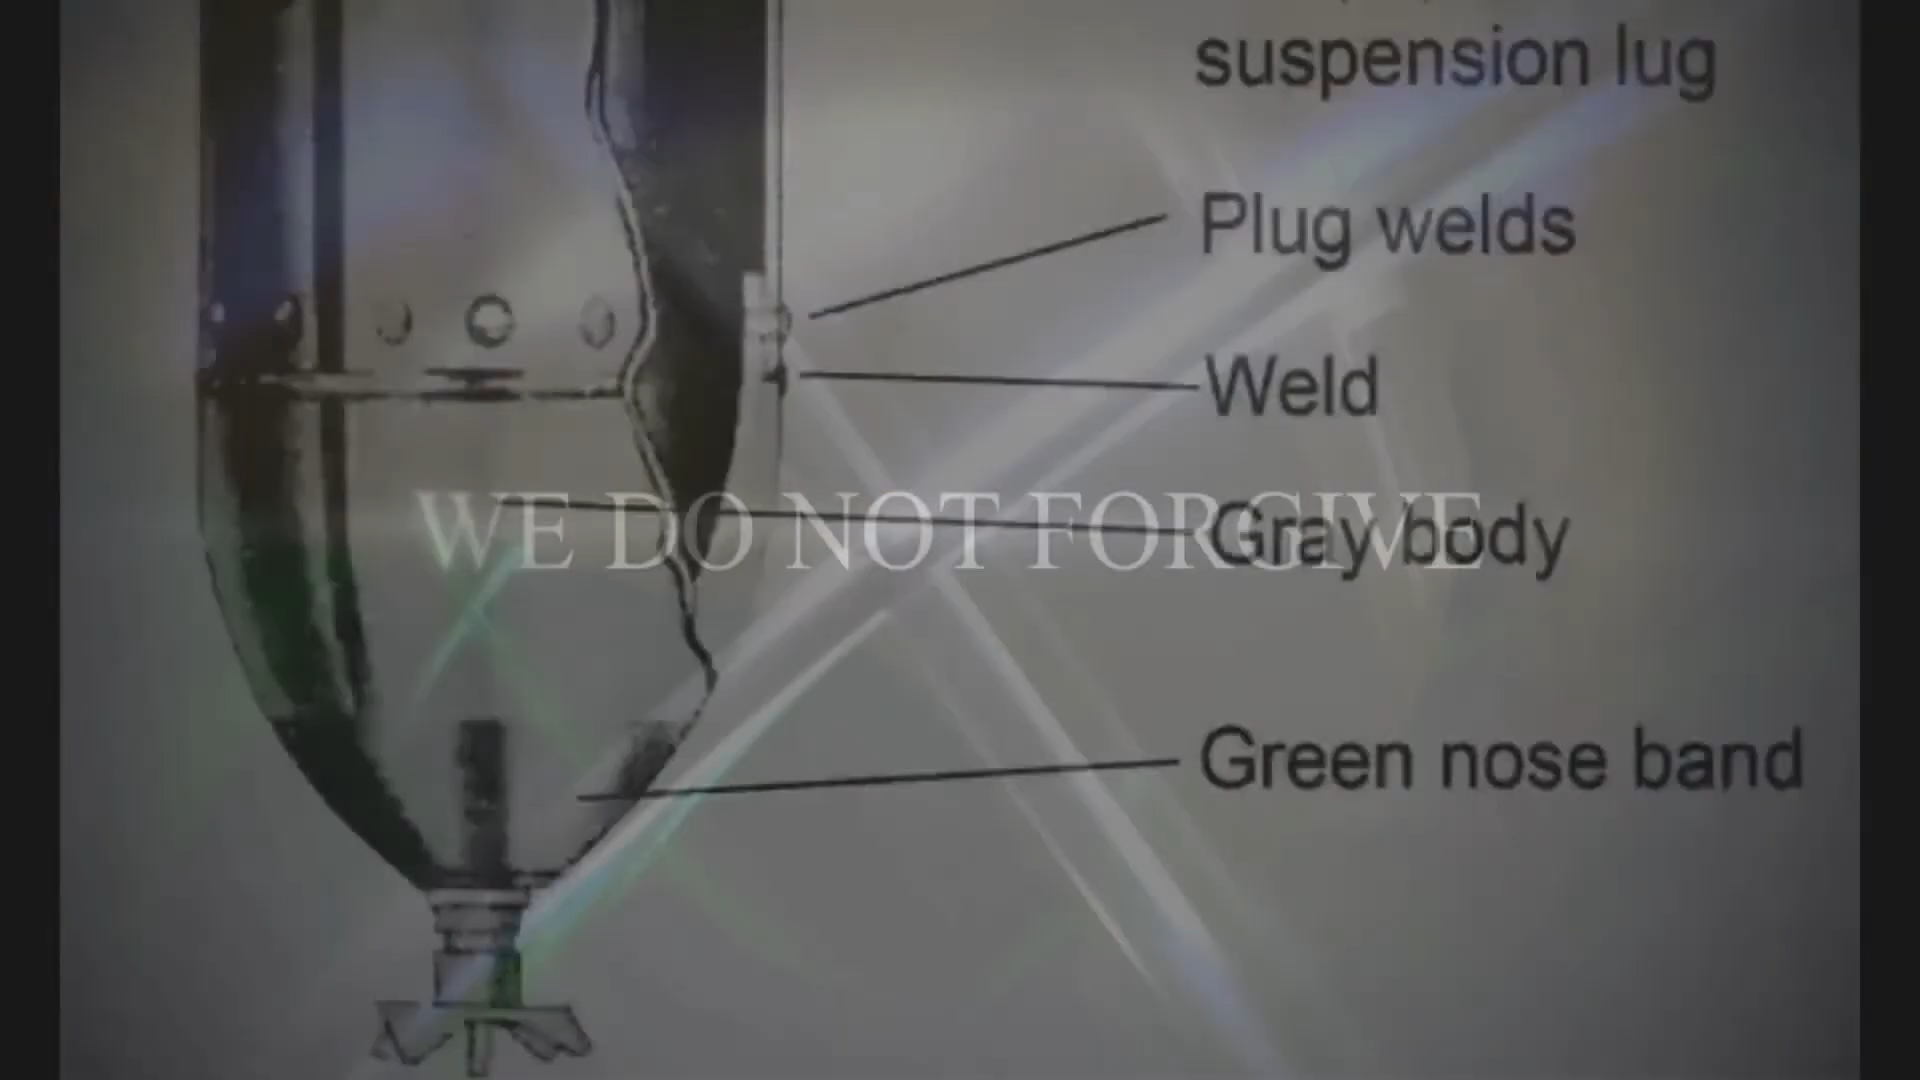 suspension lug
Plug welds
Weld
WE DO NOT FORGIVE
Gray body
Green nose band